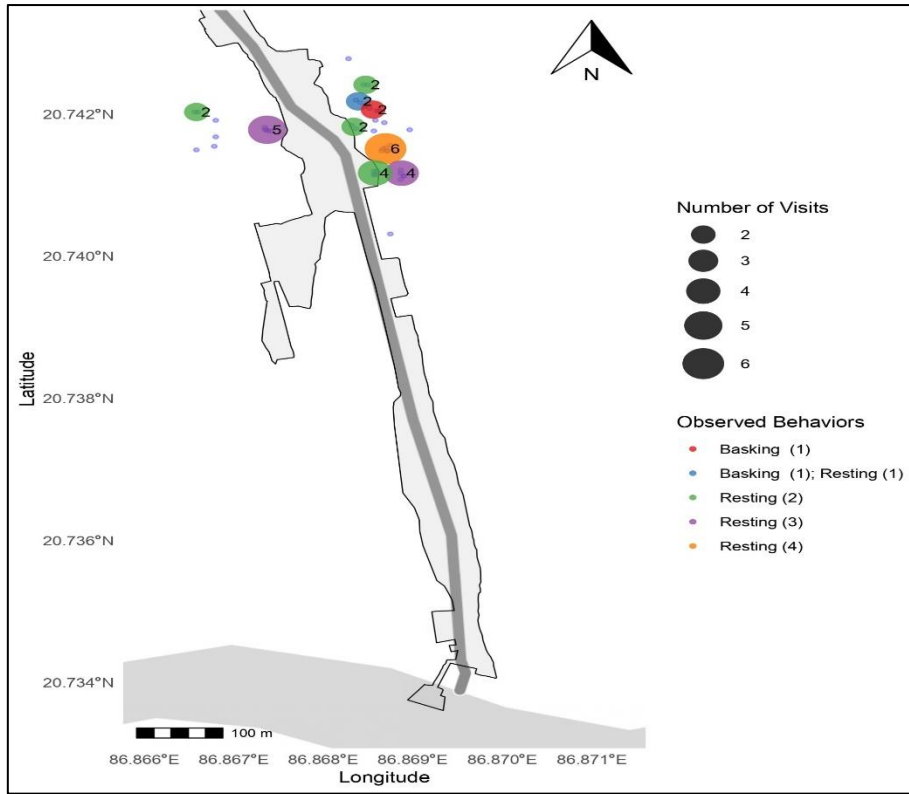 N
2
2
2
2
2
5
6
4
4
20.742°N
20.740°N
20.738°N
20.736°N
20.734°N
Latitude
100 m
86.866°E 86.867°E 86.868°E 86.869°E 86.870°E 86.871°E
Longitude
Number of Visits
2
3
4
5
6
Observed Behaviors
Basking (1)
Basking (1); Resting (1)
Resting (2)
Resting (3)
Resting (4)